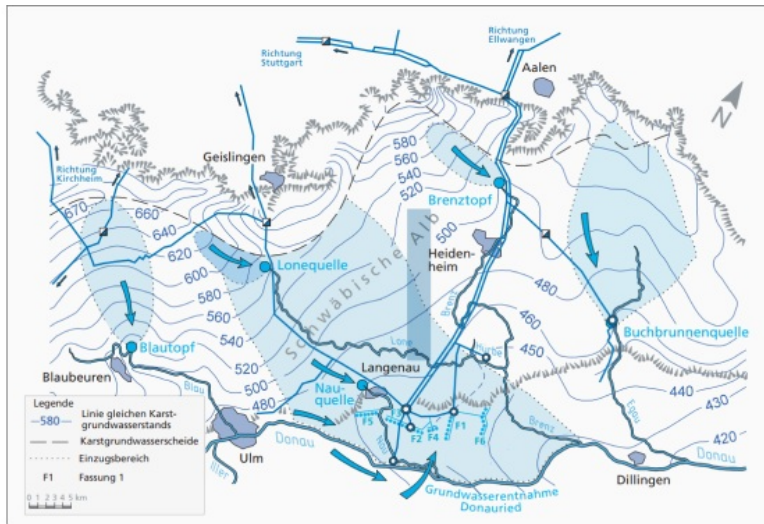 Richtung
Stuttgart
Richtung
Ellwangen
Aalen
N
Geislingen
Richtung
Kirchheim
580
560
540
520
Brenztopf
670
660
640
620
600
580
560
540
520
500
480
Lonequelle
Schwäbische Alb
500
Heiden-
heim
480
460
450
Buchbrunnenquelle
Brenz
Lone
Hürbe
Blautopf
Blaubeuren
Blau
Langenau
Nau-
quelle
440
430
420
Legende
580 Linie gleichen Karst-
grundwasserstands
Karstgrundwasserscheide
Einzugsbereich
F1 Fassung 1
0 1 2 3 4 5 km
Ulm
Iller
Donau
Nau
F5
F3
F2
F4
F1
F6
Brenz
Egau
Donau
Dillingen
Grundwasserentnahme
Donauried